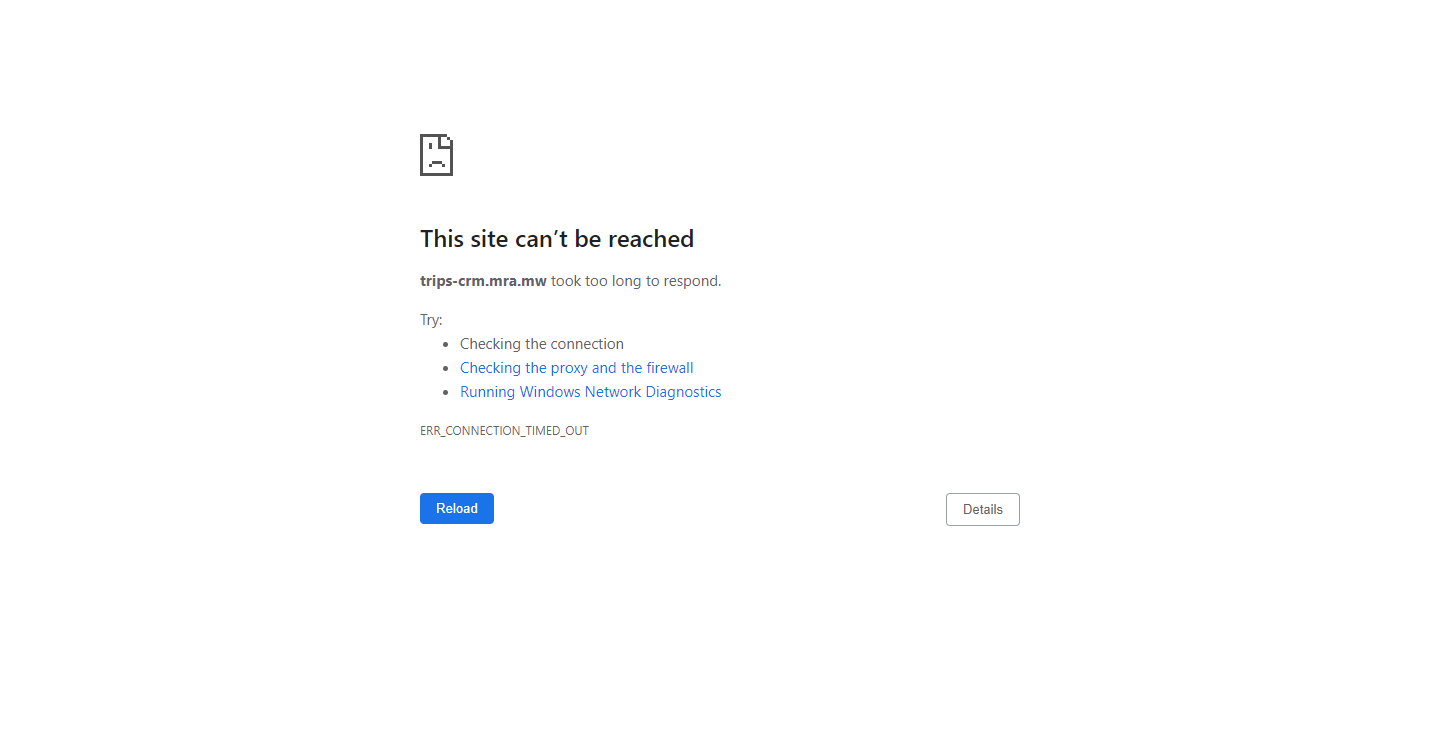 This site can’t be reached
trips-crm.mra.mw took too long to respond.
Try:
Checking the connection
Checking the proxy and the firewall
Running Windows Network Diagnostics
ERR_CONNECTION_TIMED_OUT
Reload
Details